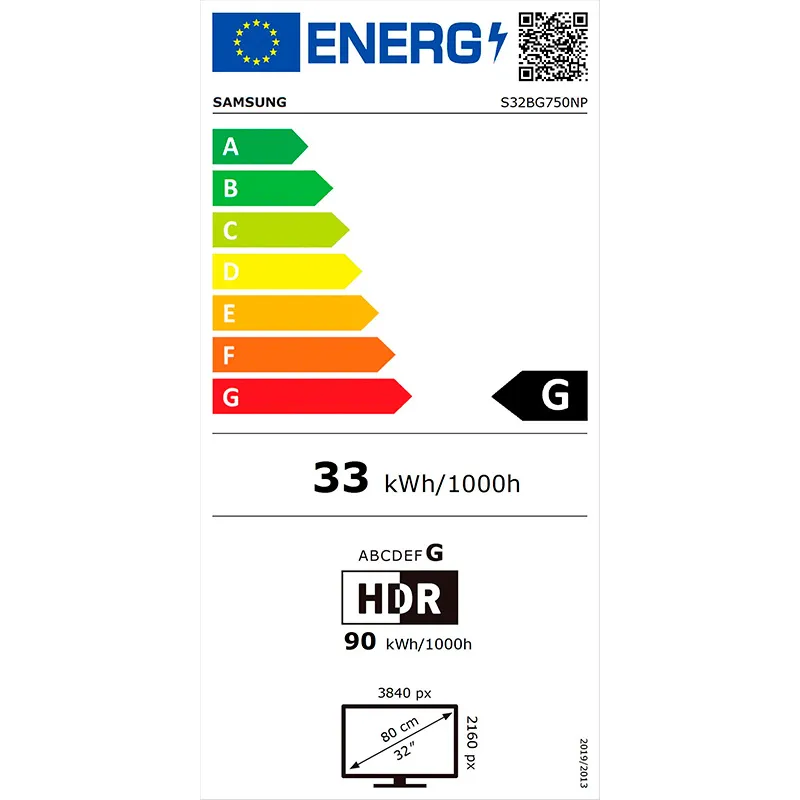 ENERG
SAMSUNG S32BG750NP
A
B
C
D
E
F
G
G
33 kWh/1000h
ABCDEFG
HDR
90 kWh/1000h
3840 px
80 cm
32"
2160 px
2019/2013